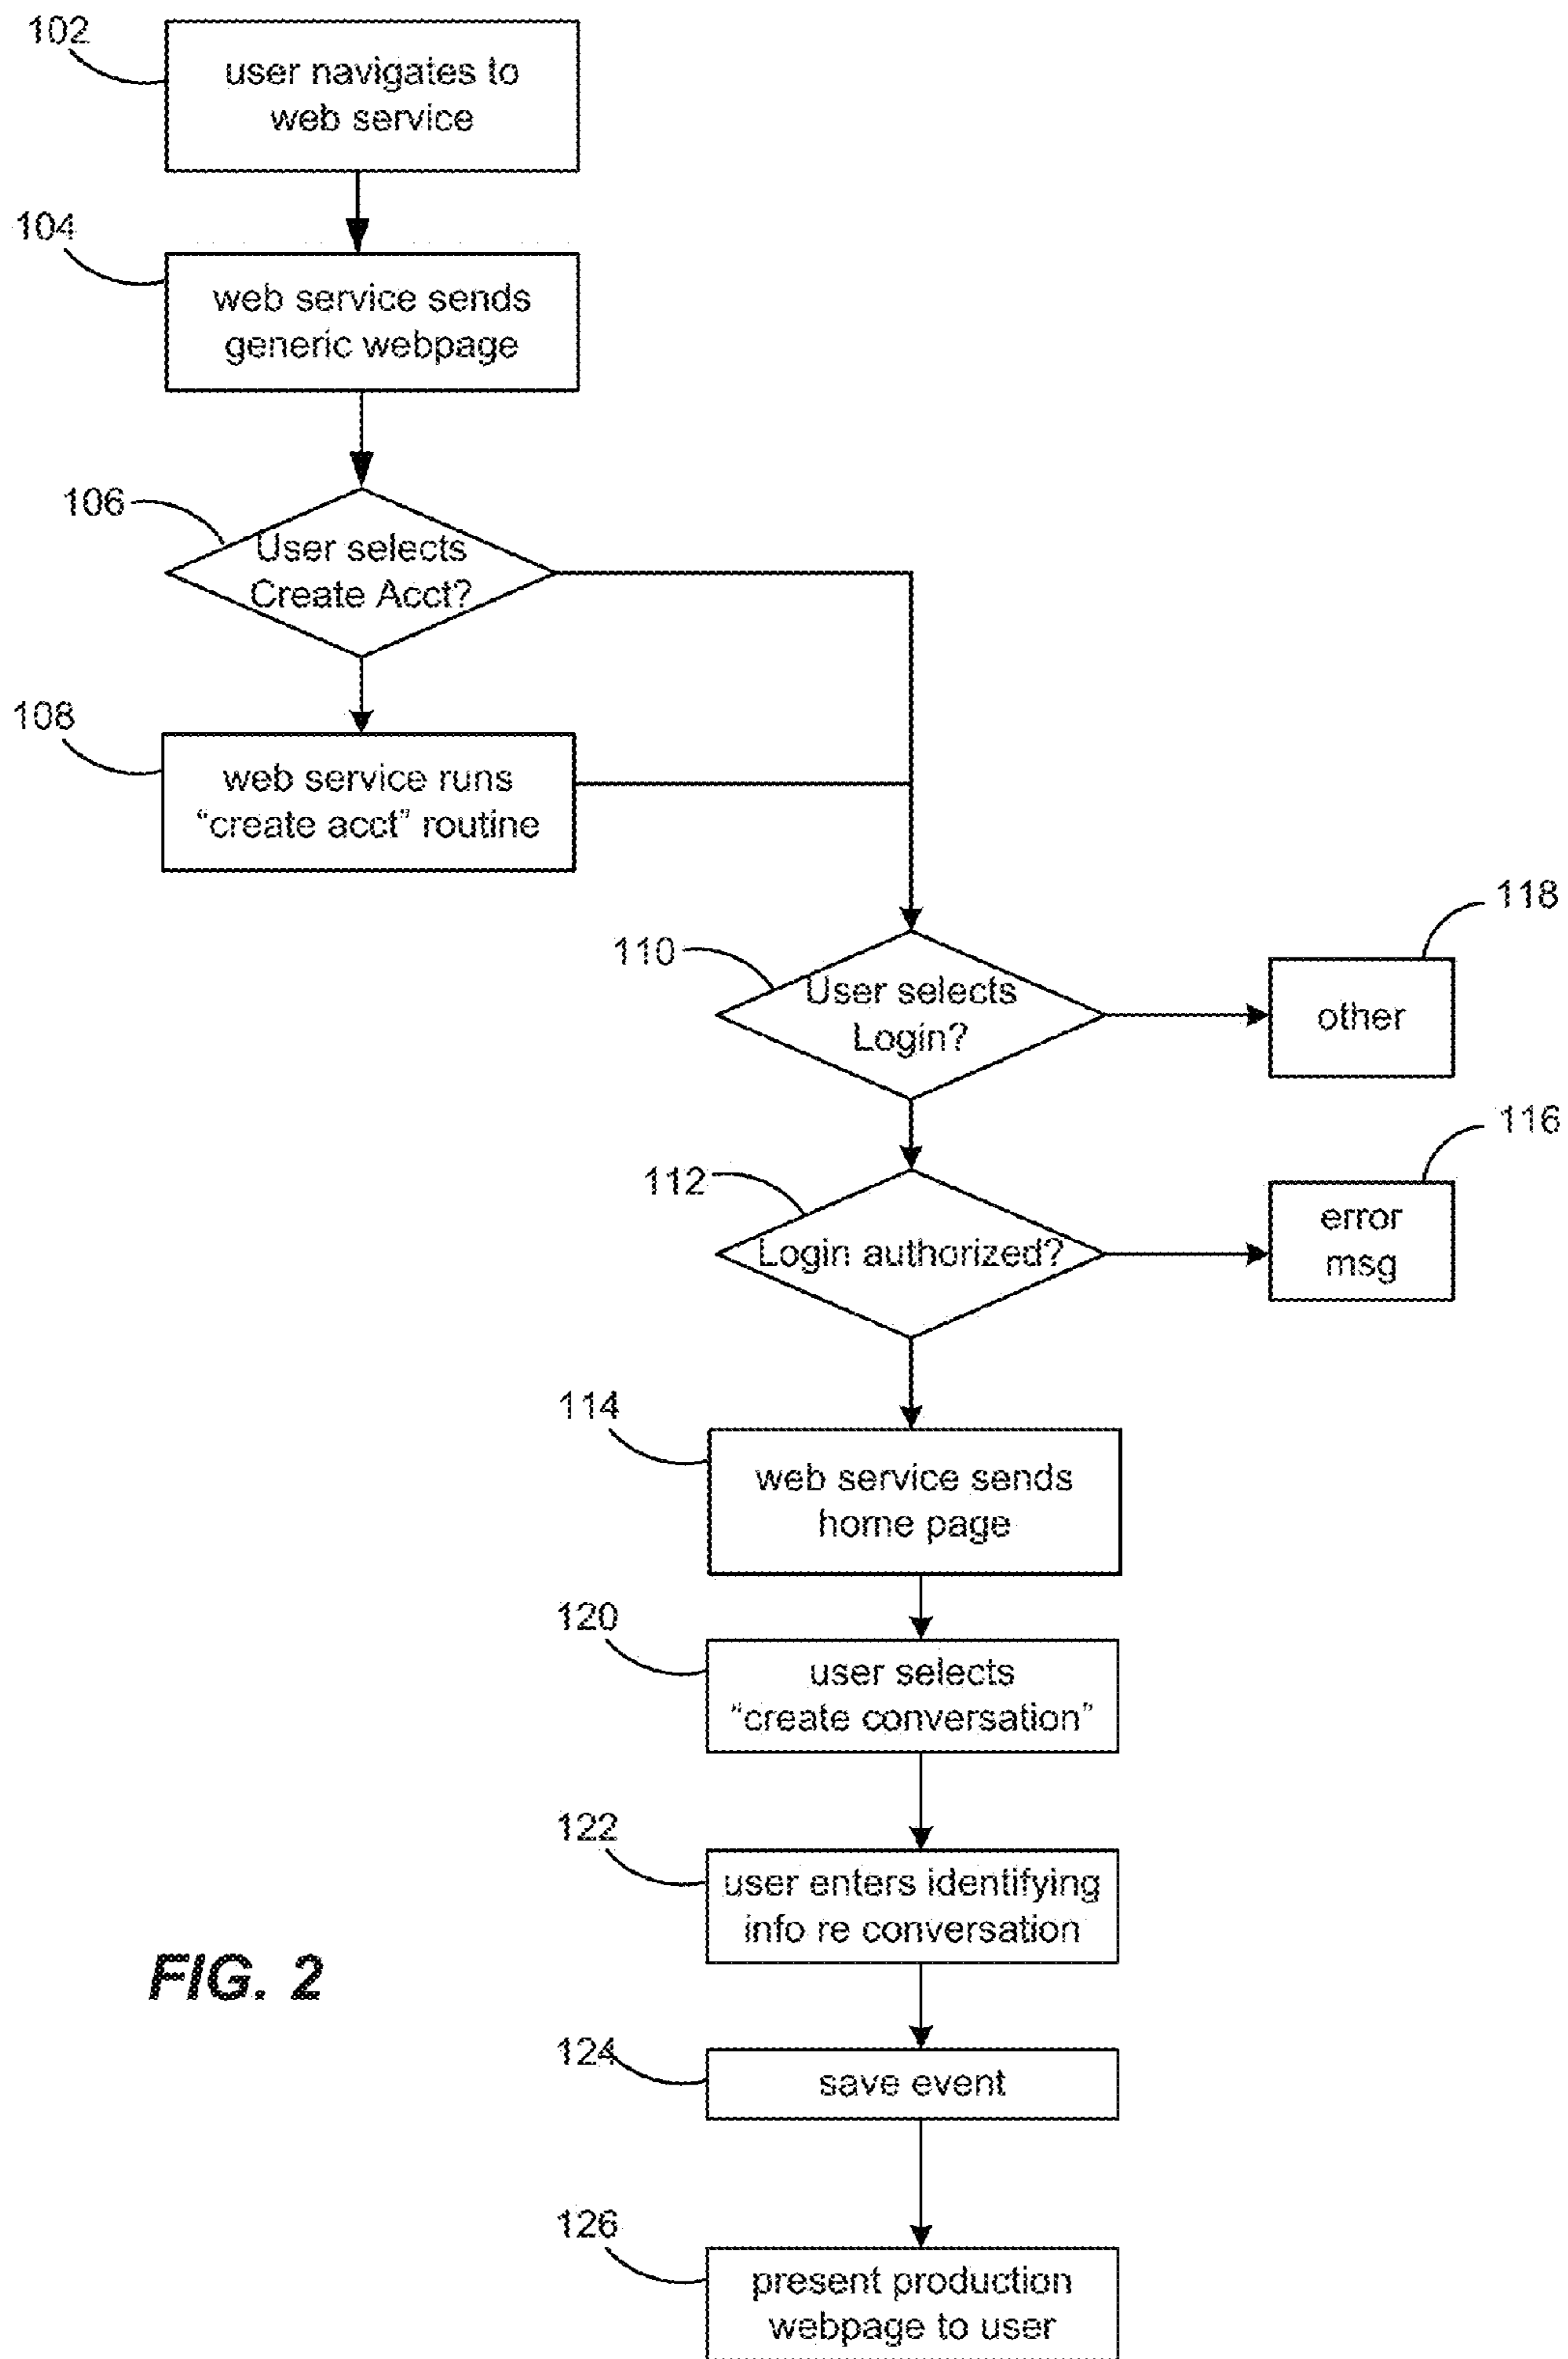 102
user navigates to
web service
104
web service sends
generic webpage
106
User selects
Create Acct?
108
web service runs
“create acct” routine
110
User selects
Login?
118
other
112
Login authorized?
116
error
msg
114
web service sends
home page
120
user selects
“create conversation”
122
user enters identifying
info re conversation
FIG. 2
124
save event
126
present production
webpage to user